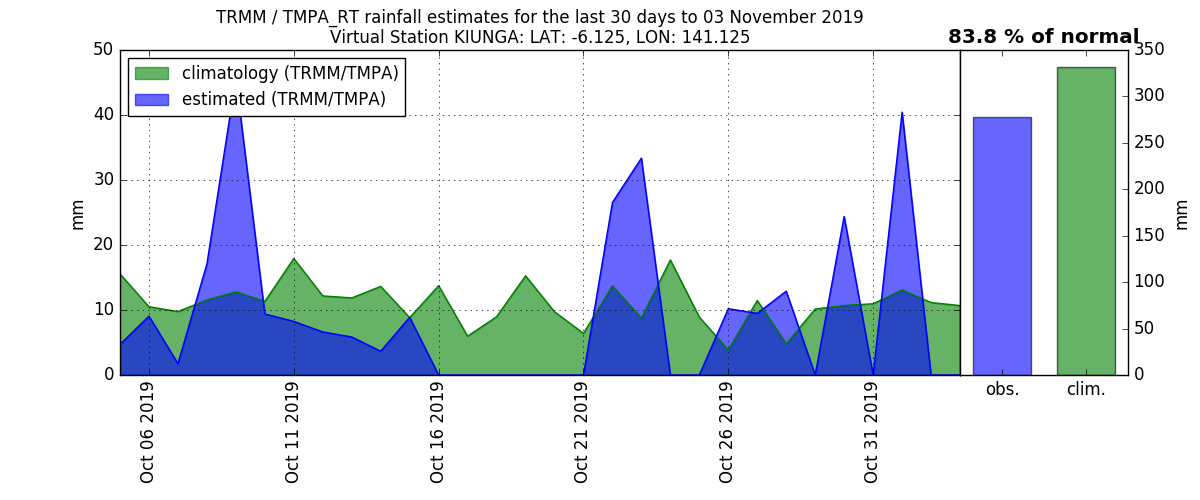 TRMM / TMPA_RT rainfall estimates for the last 30 days to 03 November 2019
Virtual Station KIUNGA: LAT: -6.125, LON: 141.125
83.8 % of normal
climatology (TRMM/TMPA)
estimated (TRMM/TMPA)
50
40
30
20
10
0
mm
Oct 06 2019
Oct 11 2019
Oct 16 2019
Oct 21 2019
Oct 26 2019
Oct 31 2019
obs.
clim.
350
300
250
200
150
100
50
0
mm